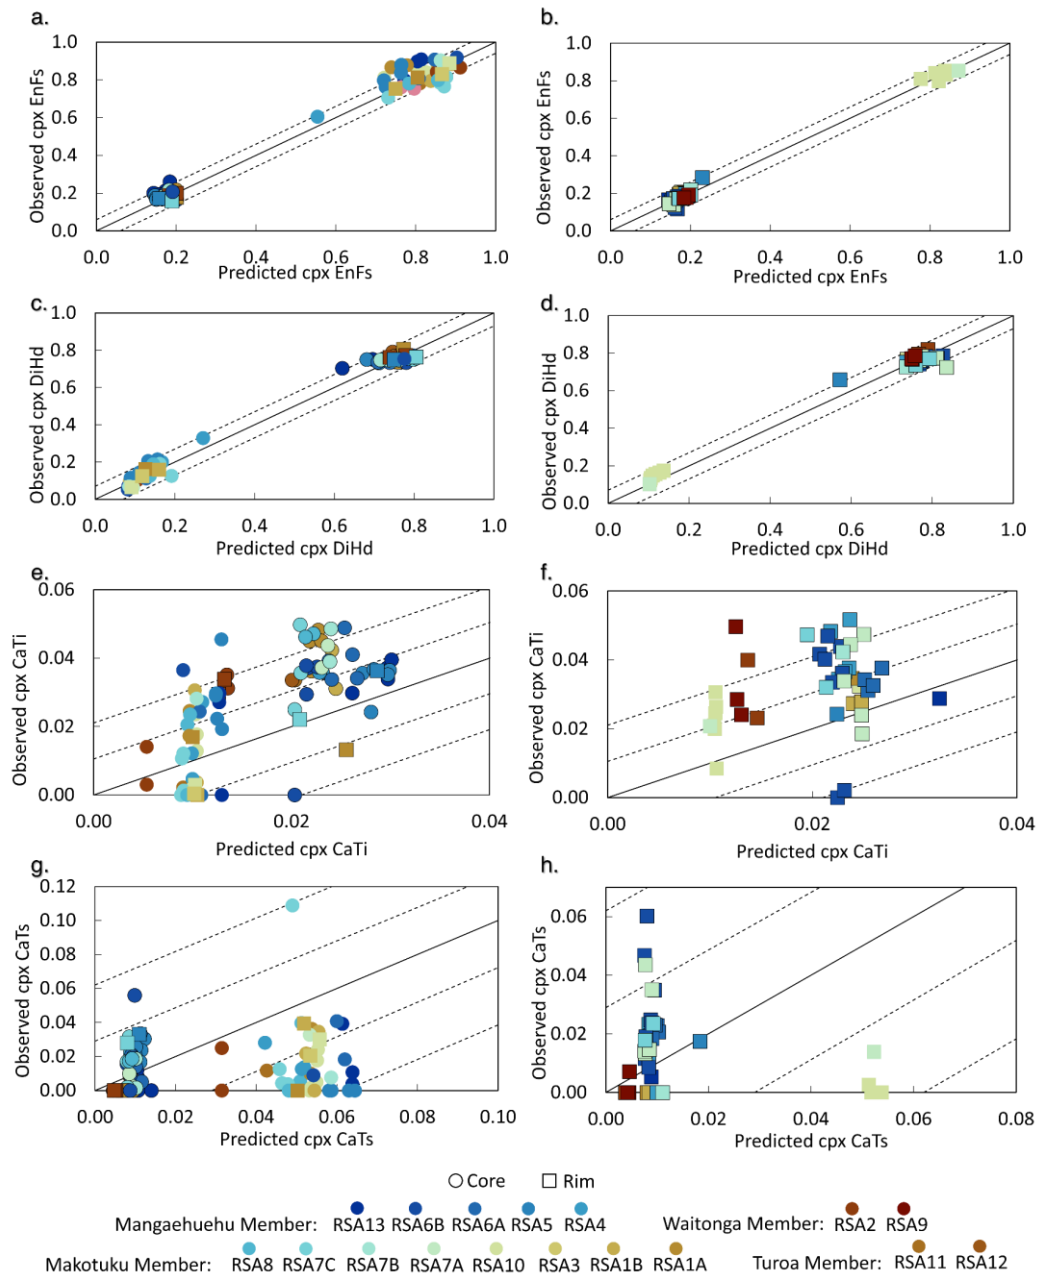 a.
1.0
0.8
0.6
0.4
0.2
0.0
Observed cpx EnFs
0.0 0.2 0.4 0.6 0.8 1.0
Predicted cpx EnFs
b.
1.0
0.8
0.6
0.4
0.2
0.0
Observed cpx EnFs
0.0 0.2 0.4 0.6 0.8 1.0
Predicted cpx EnFs
c.
1.0
0.8
0.6
0.4
0.2
0.0
Observed cpx DiHd
0.0 0.2 0.4 0.6 0.8 1.0
Predicted cpx DiHd
d.
1.0
0.8
0.6
0.4
0.2
0.0
Observed cpx DiHd
0.0 0.2 0.4 0.6 0.8 1.0
Predicted cpx DiHd
e.
0.06
0.04
0.02
0.00
Observed cpx CaTi
0.00 0.02 0.04
Predicted cpx CaTi
f.
0.06
0.04
0.02
0.00
Observed cpx CaTi
0.00 0.02 0.04
Predicted cpx CaTi
g.
0.12
0.10
0.08
0.06
0.04
0.02
0.00
Observed cpx CaTs
0.00 0.02 0.04 0.06 0.08 0.10
Predicted cpx CaTs
h.
0.06
0.04
0.02
0.00
Observed cpx CaTs
0.00 0.02 0.04 0.06 0.08
Predicted cpx CaTs
Core Rim
Mangaehuehu Member: RSA13 RSA6B RSA6A RSA5 RSA4
Waitonga Member: RSA2 RSA9
Makotuku Member: RSA8 RSA7C RSA7B RSA7A RSA10 RSA3 RSA1B RSA1A
Turoa Member: RSA11 RSA12